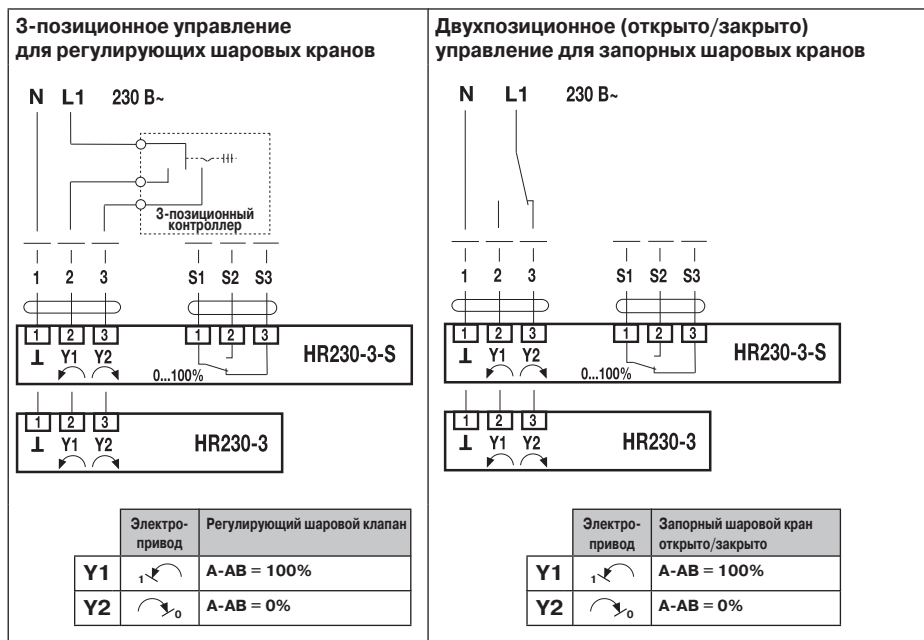 3-позиционное управление
для регулирующих шаровых кранов
N L1 230 В~
3-позиционный
контроллер
1 2 3 S1 S2 S3
1 2 3 1 2 3
⊥ Y1 Y2
0...100%
HR230-3-S
1 2 3
⊥ Y1 Y2
HR230-3
Электро-
привод
Регулирующий шаровой клапан
Y1 1 A-AB = 100%
Y2 0 A-AB = 0%
Двухпозиционное (открыто/закрыто)
управление для запорных шаровых кранов
N L1 230 В~
1 2 3 S1 S2 S3
1 2 3 1 2 3
⊥ Y1 Y2
0...100%
HR230-3-S
1 2 3
⊥ Y1 Y2
HR230-3
Электро-
привод
Запорный шаровой кран
открыто/закрыто
Y1 1 A-AB = 100%
Y2 0 A-AB = 0%